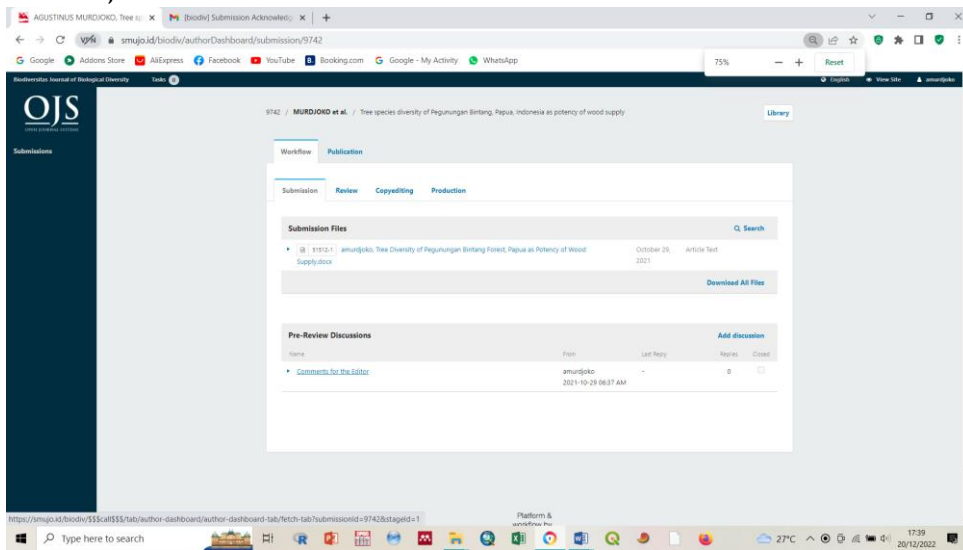 AGUSTINUS MURDJOKO, Tree sp
[biodiv] Submission Acknowledg
smujo.id/biodiv/authorDashboard/submission/9742
Google Addons Store AliExpress Facebook YouTube Booking.com Google - My Activity WhatsApp
75% − + Reset
Biodiversitas Journal of Biological Diversity Tasks 0 English View Site amurdjoko
OJS
OPEN JOURNAL SYSTEMS
Submissions
9742 / MURDJOKO et al. / Tree species diversity of Pegunungan Bintang, Papua, Indonesia as potency of wood supply
Library
Workflow Publication
Submission Review Copyediting Production
Submission Files Search
51512-1 amurdjoko, Tree Diversity of Pegunungan Bintang Forest, Papua as Potency of Wood Supply.docx October 29, 2021 Article Text
Download All Files
Pre-Review Discussions Add discussion
Name From Last Reply Replies Closed
Comments for the Editor amurdjoko - 0
2021-10-29 06:37 AM
Platform &
workflow by
https://smujo.id/biodiv/$$$call$$$/tab/author-dashboard/author-dashboard-tab/fetch-tab?submissionId=9742&stageId=1
Type here to search 27°C 17:39
20/12/2022